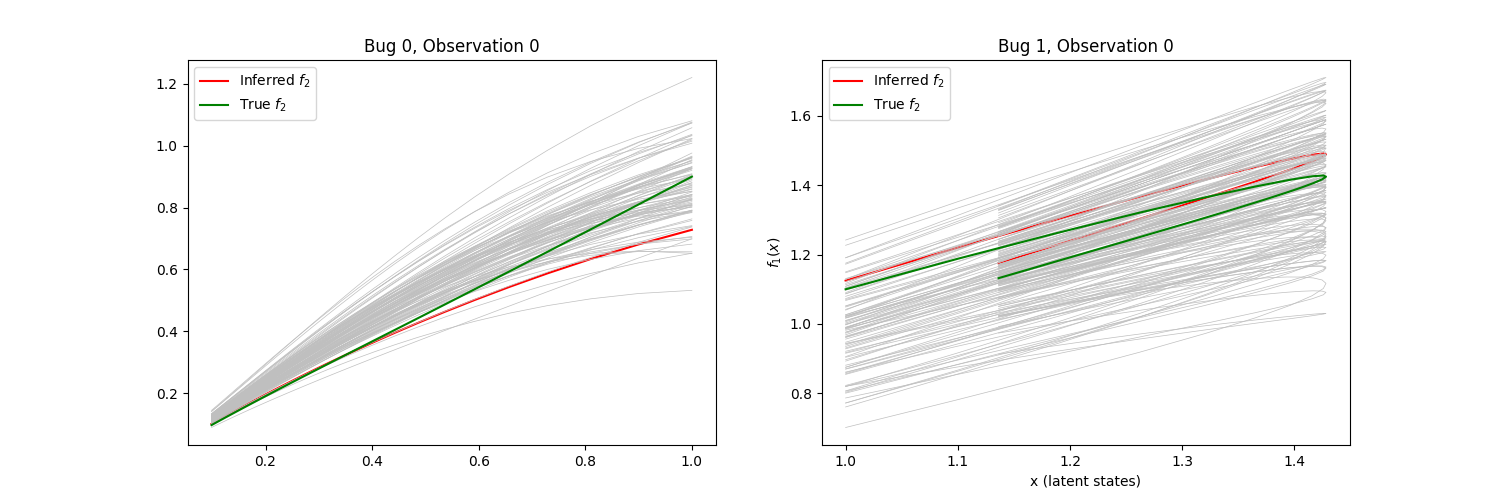 Bug 0, Observation 0
Inferred f₂
True f₂
1.2
1.0
0.8
0.6
0.4
0.2
0.2 0.4 0.6 0.8 1.0
Bug 1, Observation 0
Inferred f₂
True f₂
f₁(x)
1.6
1.4
1.2
1.0
0.8
1.0 1.1 1.2 1.3 1.4
x (latent states)